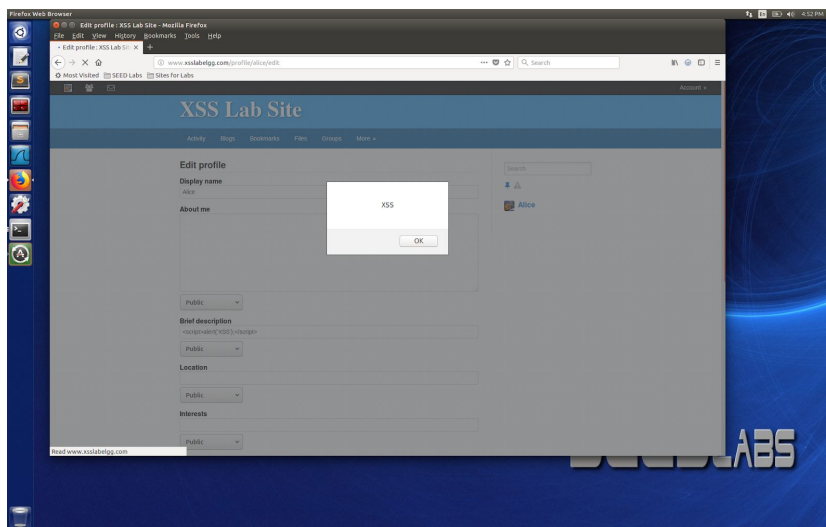 Firefox Web Browser
4:52 PM
Edit profile : XSS Lab Site - Mozilla Firefox
File Edit View History Bookmarks Tools Help
Edit profile : XSS Lab Sit
www.xsslabelgg.com/profile/alice/edit
Search
Most Visited SEED Labs Sites for Labs
Account
XSS Lab Site
Activity Blogs Bookmarks Files Groups More
Edit profile
Search
Display name
Alice
About me
Alice
XSS
OK
Public
Brief description
<script>alert('XSS');</script>
Public
Location
Public
Interests
Public
Read www.xsslabelgg.com